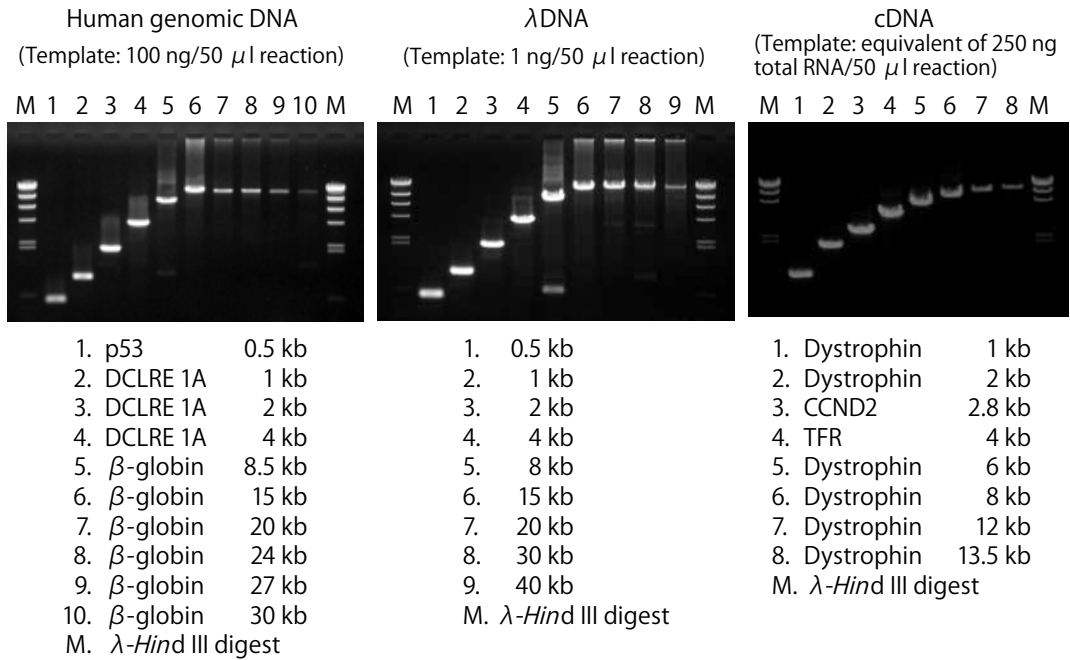 Human genomic DNA
(Template: 100 ng/50 μl reaction)
M 1 2 3 4 5 6 7 8 9 10 M
1. p53 0.5 kb
2. DCLRE 1A 1 kb
3. DCLRE 1A 2 kb
4. DCLRE 1A 4 kb
5. β-globin 8.5 kb
6. β-globin 15 kb
7. β-globin 20 kb
8. β-globin 24 kb
9. β-globin 27 kb
10. β-globin 30 kb
M. λ-Hind III digest
λDNA
(Template: 1 ng/50 μl reaction)
M 1 2 3 4 5 6 7 8 9 M
1. 0.5 kb
2. 1 kb
3. 2 kb
4. 4 kb
5. 8 kb
6. 15 kb
7. 20 kb
8. 30 kb
9. 40 kb
M. λ-Hind III digest
cDNA
(Template: equivalent of 250 ng
total RNA/50 μl reaction)
M 1 2 3 4 5 6 7 8 M
1. Dystrophin 1 kb
2. Dystrophin 2 kb
3. CCND2 2.8 kb
4. TFR 4 kb
5. Dystrophin 6 kb
6. Dystrophin 8 kb
7. Dystrophin 12 kb
8. Dystrophin 13.5 kb
M. λ-Hind III digest